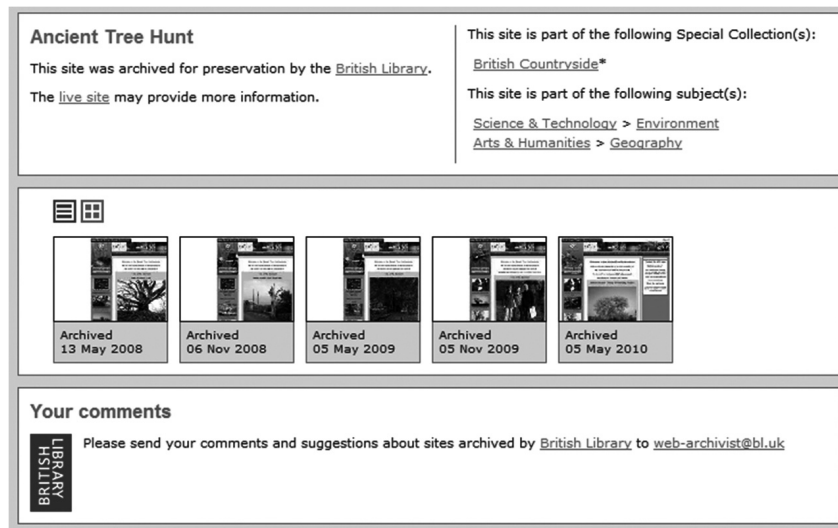 Ancient Tree Hunt
This site was archived for preservation by the British Library.
The live site may provide more information.
This site is part of the following Special Collection(s):
British Countryside*
This site is part of the following subject(s):
Science & Technology > Environment
Arts & Humanities > Geography
Archived
13 May 2008
Archived
06 Nov 2008
Archived
05 May 2009
Archived
05 Nov 2009
Archived
05 May 2010
Your comments
BRITISH
LIBRARY
Please send your comments and suggestions about sites archived by British Library to web-archivist@bl.uk